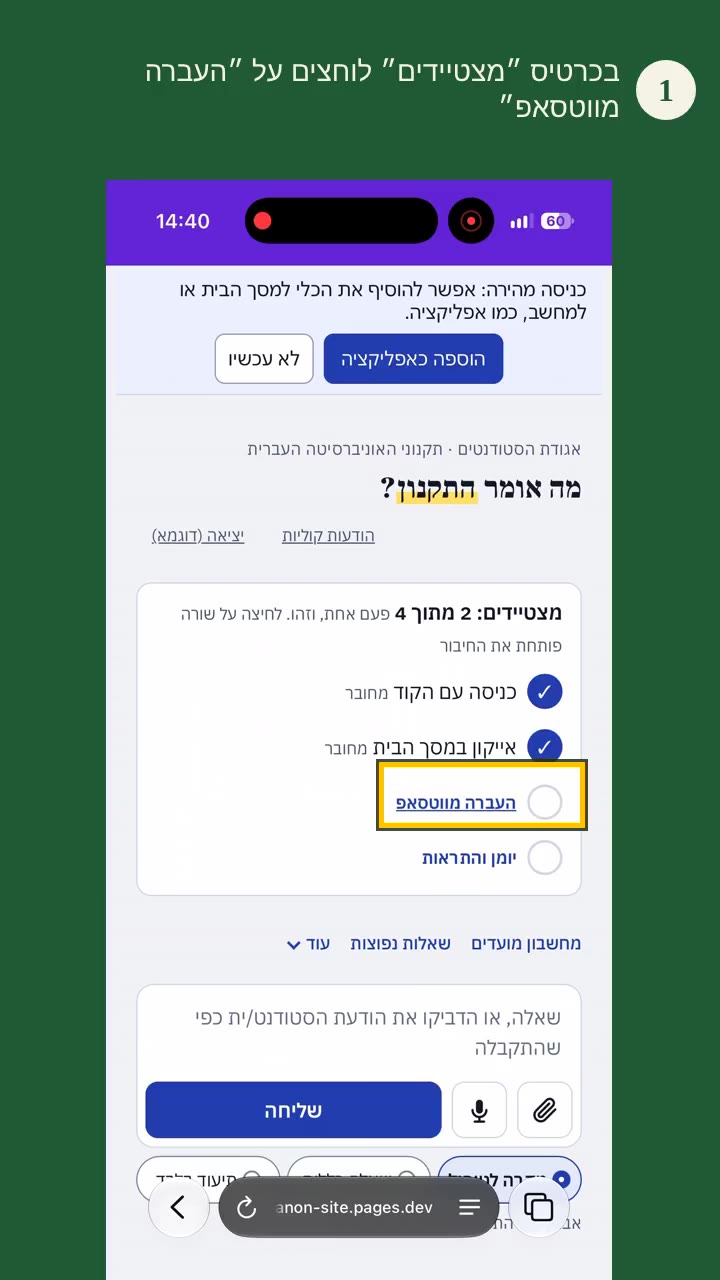 1
בכרטיס "מצטיידים" לוחצים על "העברה
מווטסאפ"
14:40
60
כניסה מהירה: אפשר להוסיף את הכלי למסך הבית או
למחשב, כמו אפליקציה.
הוספה כאפליקציה
לא עכשיו
אגודת הסטודנטים · תקנוני האוניברסיטה העברית
מה אומר התקנון?
הודעות קוליות
יציאה (דוגמא)
מצטיידים: 2 מתוך 4 פעם אחת, וזהו. לחיצה על שורה
פותחת את החיבור
כניסה עם הקוד מחובר
אייקון במסך הבית מחובר
העברה מווטסאפ
יומן והתראות
מחשבון מועדים
שאלות נפוצות
עוד
שאלה, או הדביקו את הודעת הסטודנט/ית כפי
שהתקבלה
שליחה
anon-site.pages.dev